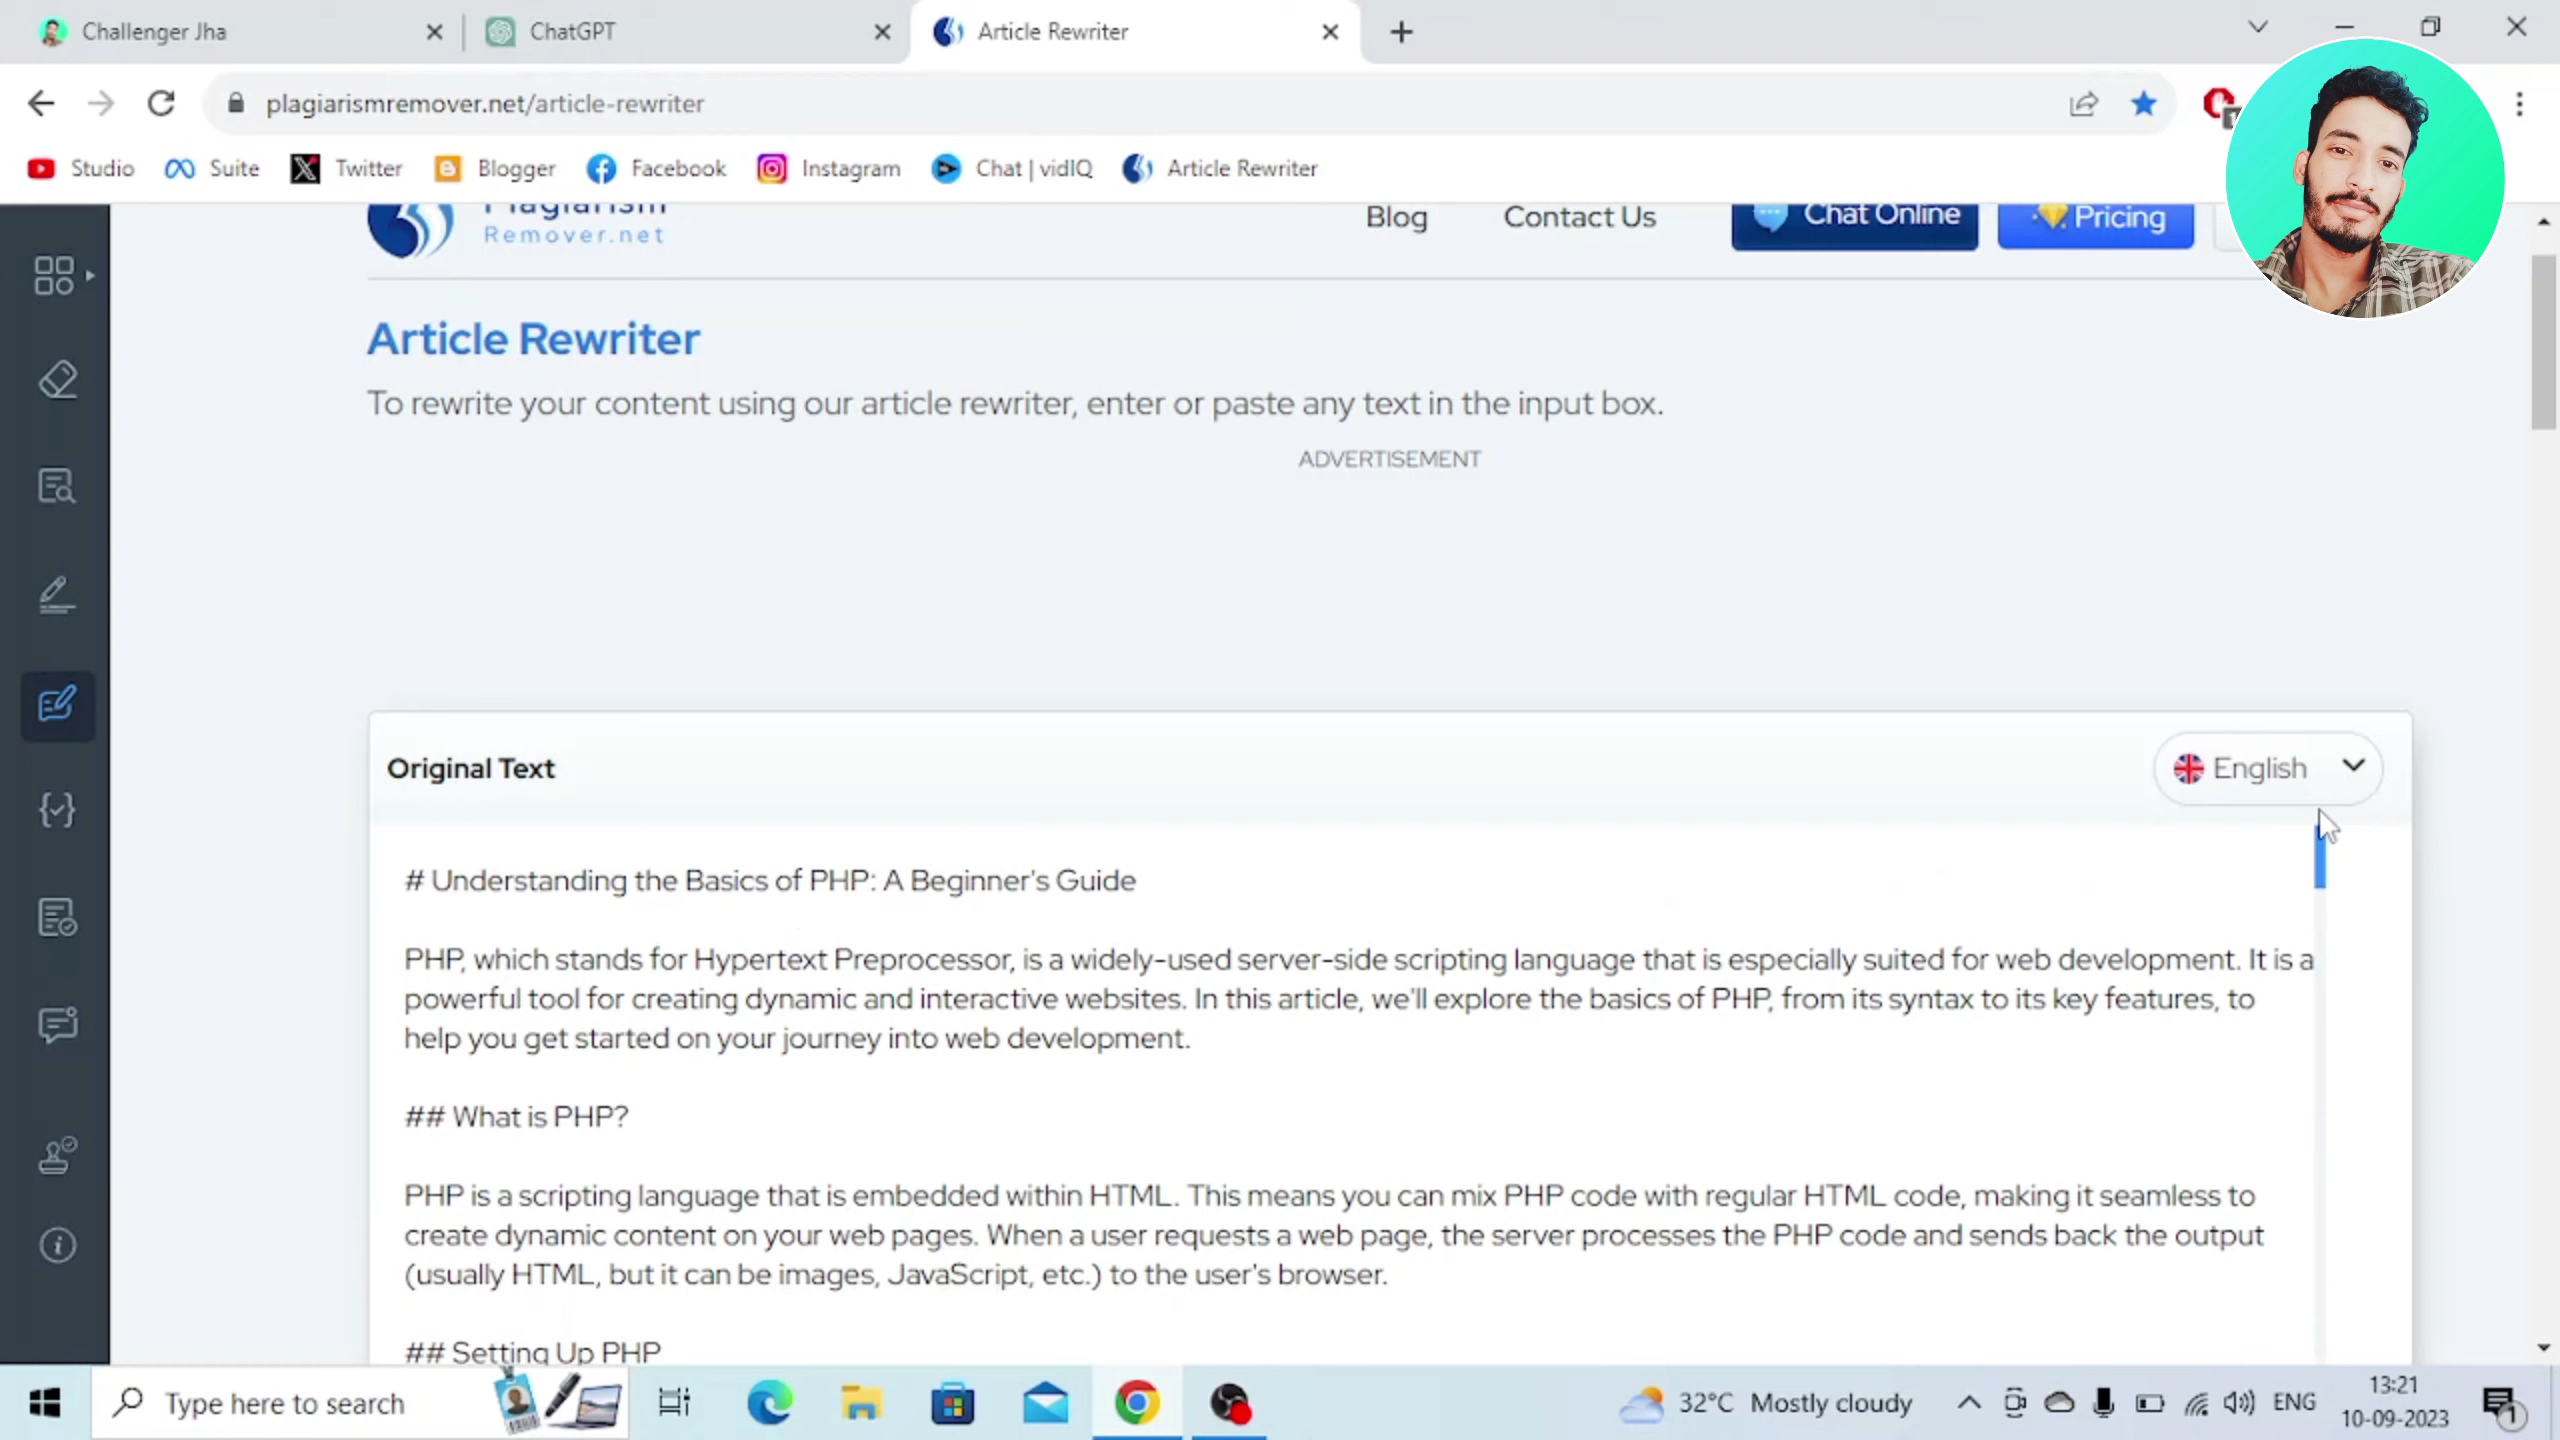 Challenger Jha
ChatGPT
Article Rewriter
plagiarismremover.net/article-rewriter
Studio
Suite
Twitter
Blogger
Facebook
Instagram
Chat | vidIQ
Article Rewriter
Plagiarism
Remover.net
Blog
Contact Us
Chat Online
Pricing
Article Rewriter
To rewrite your content using our article rewriter, enter or paste any text in the input box.
ADVERTISEMENT
Original Text
English
# Understanding the Basics of PHP: A Beginner's Guide
PHP, which stands for Hypertext Preprocessor, is a widely-used server-side scripting language that is especially suited for web development. It is a
powerful tool for creating dynamic and interactive websites. In this article, we'll explore the basics of PHP, from its syntax to its key features, to
help you get started on your journey into web development.
## What is PHP?
PHP is a scripting language that is embedded within HTML. This means you can mix PHP code with regular HTML code, making it seamless to
create dynamic content on your web pages. When a user requests a web page, the server processes the PHP code and sends back the output
(usually HTML, but it can be images, JavaScript, etc.) to the user's browser.
## Setting Up PHP
Type here to search
32°C Mostly cloudy
ENG
13:21
10-09-2023
1